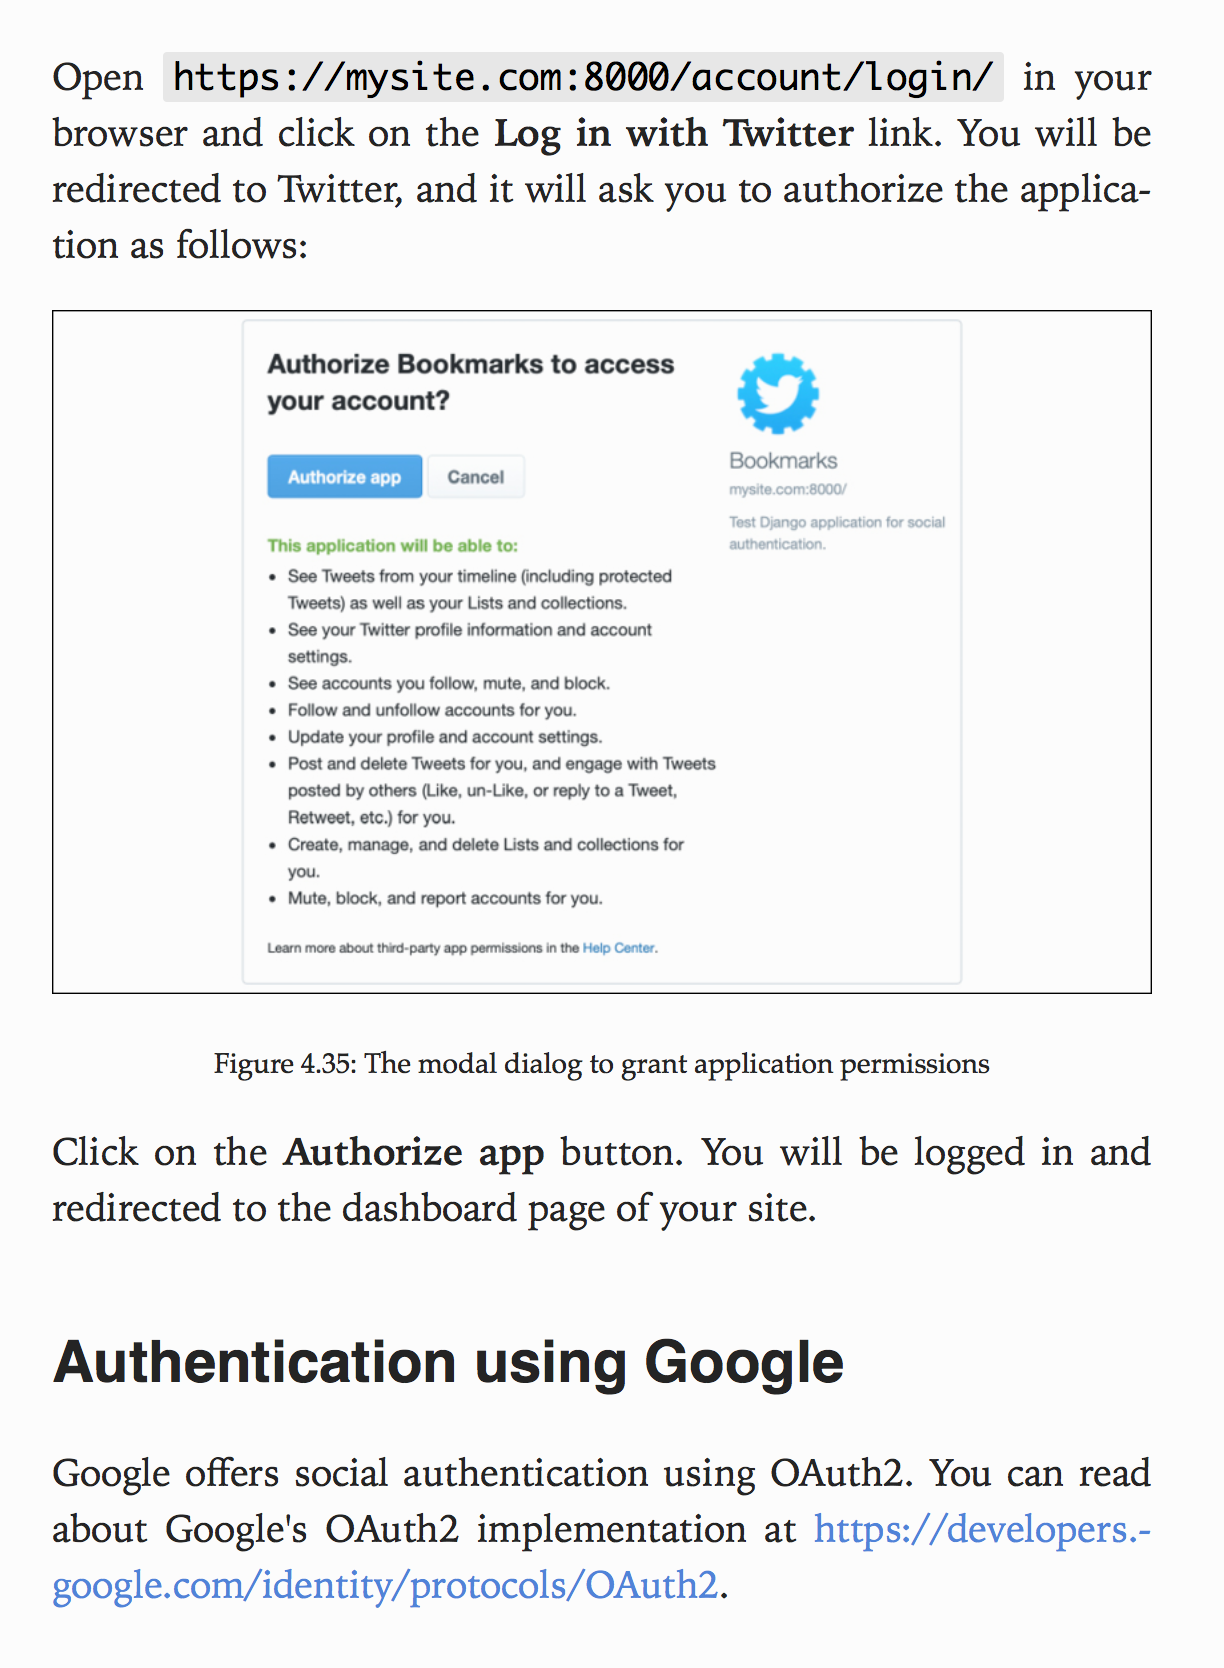 Open https://mysite.com:8000/account/login/ in your
browser and click on the Log in with Twitter link. You will be
redirected to Twitter, and it will ask you to authorize the applica-
tion as follows:
Authorize Bookmarks to access
your account?
Authorize app Cancel
Bookmarks
mysite.com:8000/
Test Django application for social
authentication.
This application will be able to:
• See Tweets from your timeline (including protected
Tweets) as well as your Lists and collections.
• See your Twitter profile information and account
settings.
• See accounts you follow, mute, and block.
• Follow and unfollow accounts for you.
• Update your profile and account settings.
• Post and delete Tweets for you, and engage with Tweets
posted by others (Like, un-Like, or reply to a Tweet,
Retweet, etc.) for you.
• Create, manage, and delete Lists and collections for
you.
• Mute, block, and report accounts for you.
Learn more about third-party app permissions in the Help Center.
Figure 4.35: The modal dialog to grant application permissions
Click on the Authorize app button. You will be logged in and
redirected to the dashboard page of your site.
Authentication using Google
Google offers social authentication using OAuth2. You can read
about Google's OAuth2 implementation at https://developers.-
google.com/identity/protocols/OAuth2.